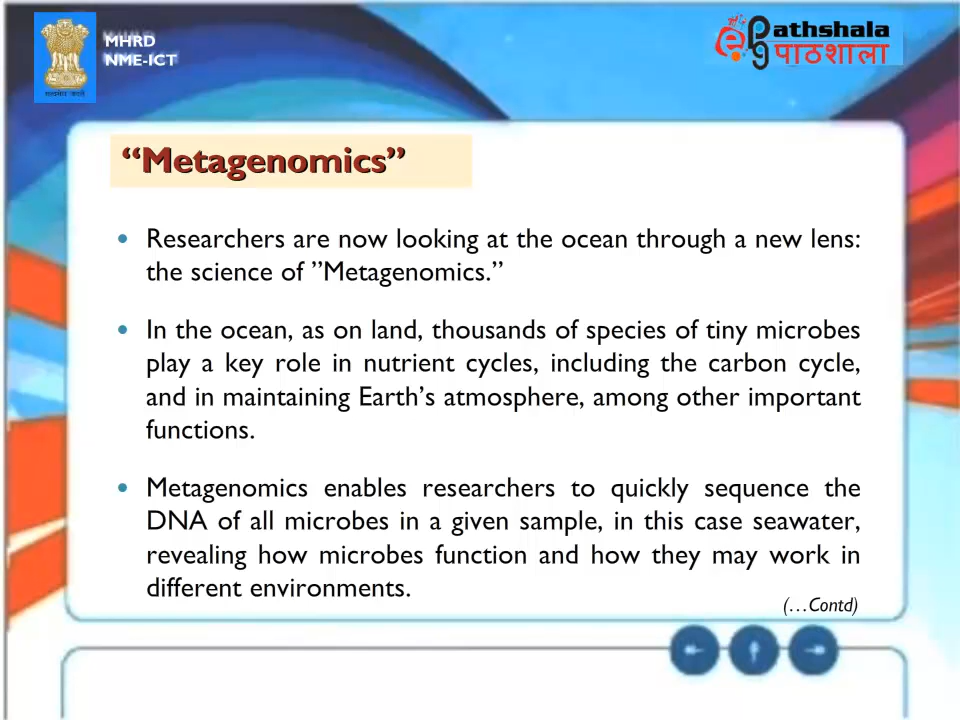 MHRD
NME-ICT
ePathshala
पाठशाला
“Metagenomics”
• Researchers are now looking at the ocean through a new lens:
the science of ”Metagenomics.”
• In the ocean, as on land, thousands of species of tiny microbes
play a key role in nutrient cycles, including the carbon cycle,
and in maintaining Earth’s atmosphere, among other important
functions.
• Metagenomics enables researchers to quickly sequence the
DNA of all microbes in a given sample, in this case seawater,
revealing how microbes function and how they may work in
different environments.
(…Contd)